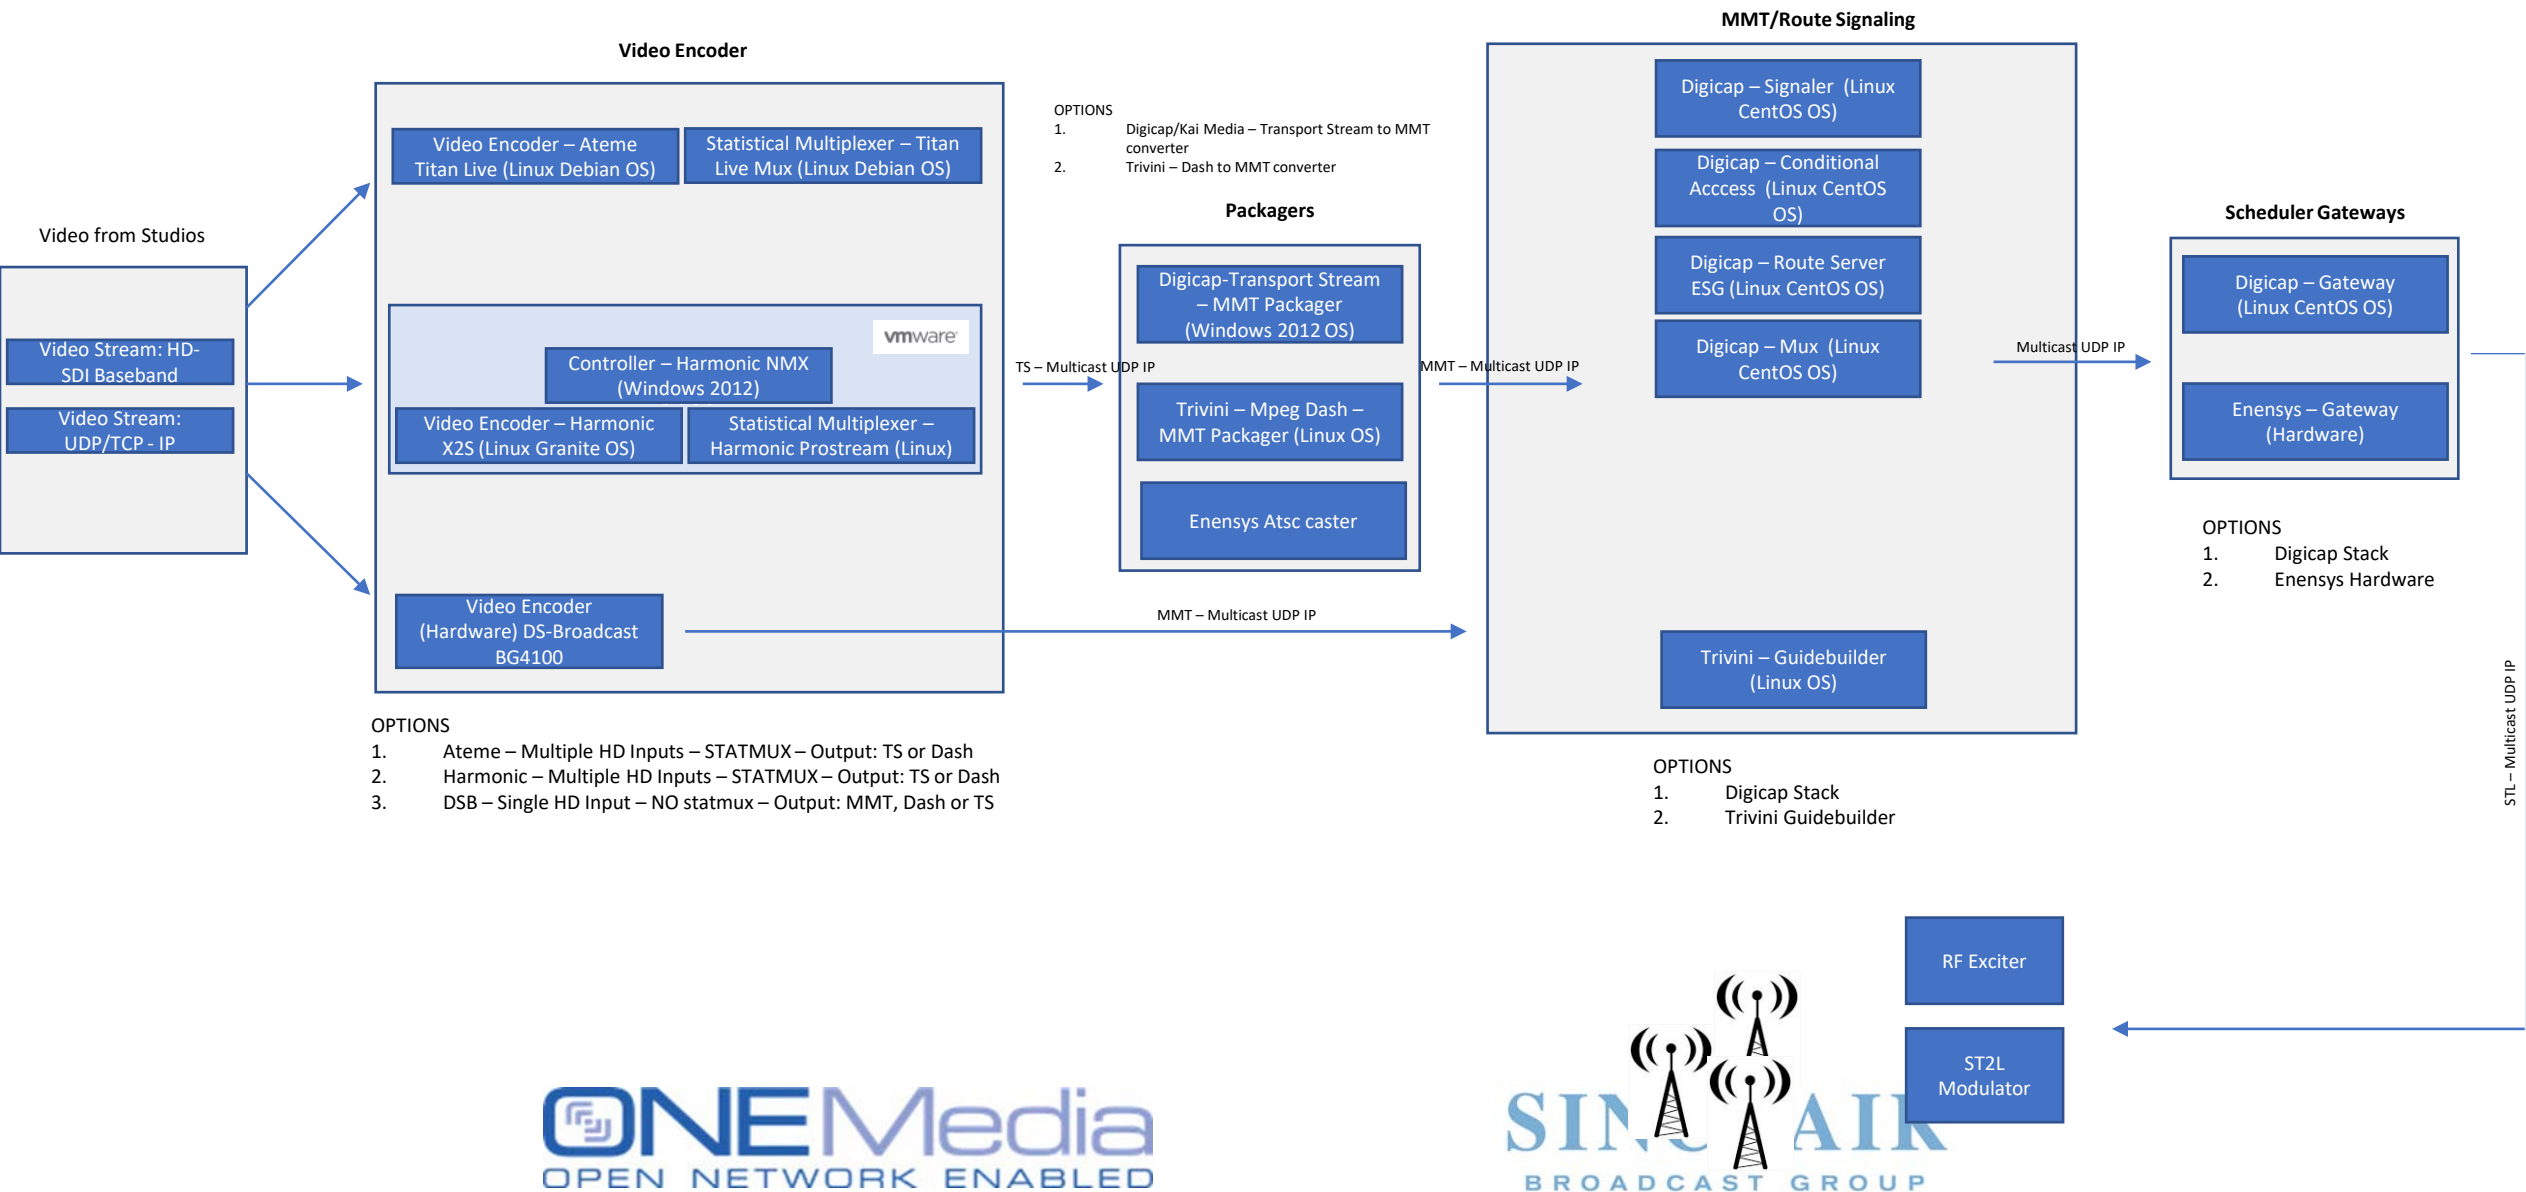 MMT/Route Signaling
Video Encoder
Digicap – Signaler (Linux
CentOS OS)
OPTIONS
1. Digicap/Kai Media – Transport Stream to MMT
converter
2. Trivini – Dash to MMT converter
Video Encoder – Ateme
Titan Live (Linux Debian OS)
Statistical Multiplexer – Titan
Live Mux (Linux Debian OS)
Digicap – Conditional
Acccess (Linux CentOS
OS)
Packagers
Scheduler Gateways
Video from Studios
Digicap – Route Server
ESG (Linux CentOS OS)
Digicap-Transport Stream
– MMT Packager
(Windows 2012 OS)
Digicap – Gateway
(Linux CentOS OS)
vmware
Video Stream: HD-
SDI Baseband
Controller – Harmonic NMX
(Windows 2012)
Digicap – Mux (Linux
CentOS OS)
TS – Multicast UDP IP
MMT – Multicast UDP IP
Multicast UDP IP
Video Stream:
UDP/TCP - IP
Video Encoder – Harmonic
X2S (Linux Granite OS)
Statistical Multiplexer –
Harmonic Prostream (Linux)
Trivini – Mpeg Dash –
MMT Packager (Linux OS)
Enensys – Gateway
(Hardware)
Enensys Atsc caster
OPTIONS
1. Digicap Stack
2. Enensys Hardware
Video Encoder
(Hardware) DS-Broadcast
BG4100
MMT – Multicast UDP IP
Trivini – Guidebuilder
(Linux OS)
STL – Multicast UDP IP
OPTIONS
1. Ateme – Multiple HD Inputs – STATMUX – Output: TS or Dash
2. Harmonic – Multiple HD Inputs – STATMUX – Output: TS or Dash
3. DSB – Single HD Input – NO statmux – Output: MMT, Dash or TS
OPTIONS
1. Digicap Stack
2. Trivini Guidebuilder
RF Exciter
ST2L
Modulator
ONEMedia
OPEN NETWORK ENABLED
BROADCAST GROUP